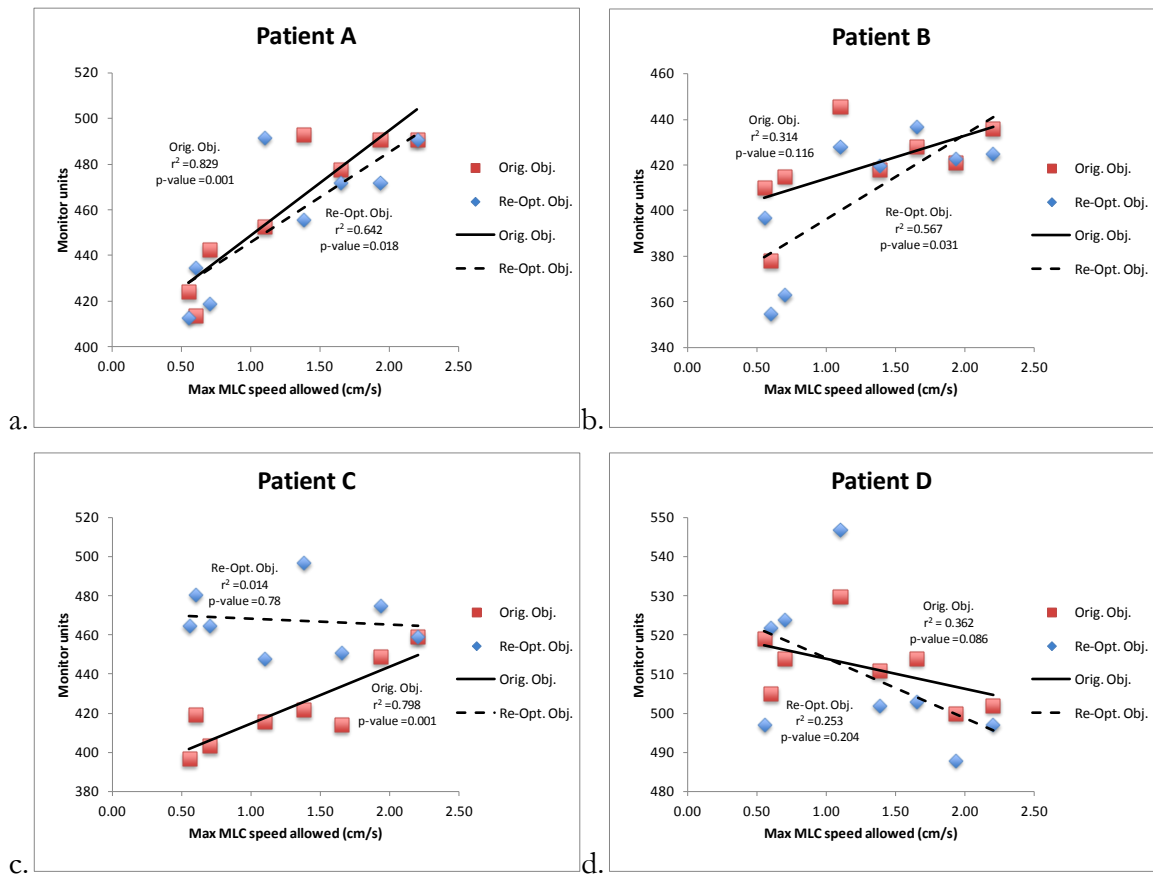 Patient A
Monitor units
520
500
480
460
440
420
400
0.00 0.50 1.00 1.50 2.00 2.50
Max MLC speed allowed (cm/s)
Orig. Obj.
r² =0.829
p-value =0.001
Re-Opt. Obj.
r² =0.642
p-value =0.018
Orig. Obj.
Re-Opt. Obj.
Orig. Obj.
Re-Opt. Obj.
a.
Patient B
Monitor units
460
440
420
400
380
360
340
0.00 0.50 1.00 1.50 2.00 2.50
Max MLC speed allowed (cm/s)
Orig. Obj.
r² =0.314
p-value =0.116
Re-Opt. Obj.
r² =0.567
p-value =0.031
Orig. Obj.
Re-Opt. Obj.
Orig. Obj.
Re-Opt. Obj.
b.
Patient C
Monitor units
500
480
460
440
420
400
380
0.00 0.50 1.00 1.50 2.00 2.50
Max MLC speed allowed (cm/s)
Re-Opt. Obj.
r² =0.014
p-value =0.78
Orig. Obj.
r² =0.798
p-value =0.001
Orig. Obj.
Re-Opt. Obj.
Orig. Obj.
Re-Opt. Obj.
c.
Patient D
Monitor units
550
540
530
520
510
500
490
480
0.00 0.50 1.00 1.50 2.00 2.50
Max MLC speed allowed (cm/s)
Orig. Obj.
r² = 0.362
p-value =0.086
Re-Opt. Obj.
r² =0.253
p-value =0.204
Orig. Obj.
Re-Opt. Obj.
Orig. Obj.
Re-Opt. Obj.
d.